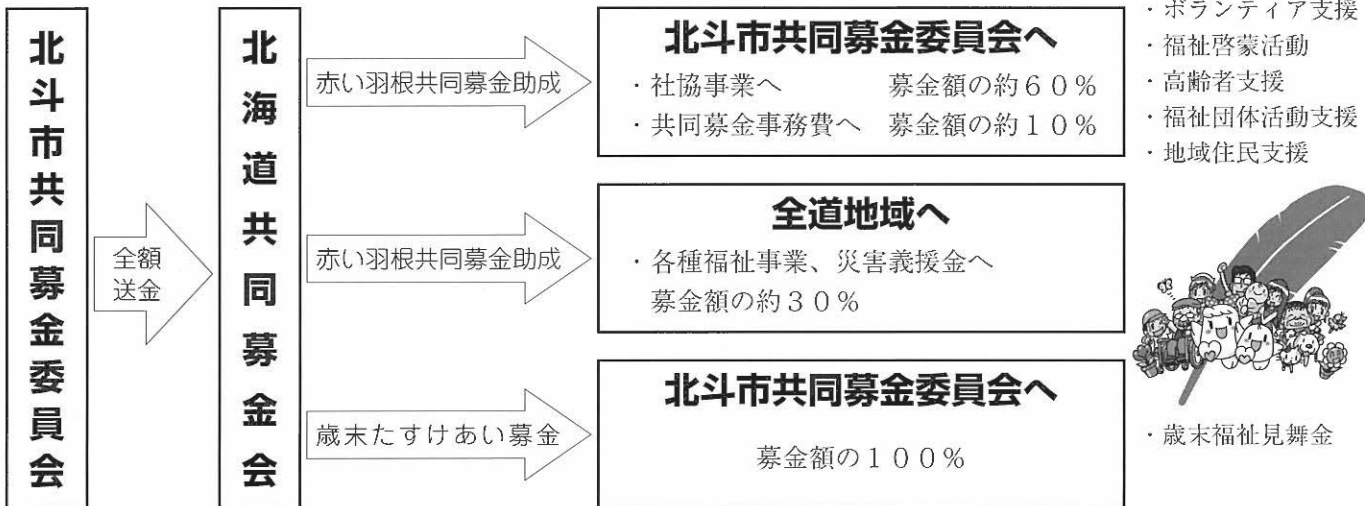 北斗市共同募金委員会
全額
送金
北海道共同募金会
赤い羽根共同募金助成
北斗市共同募金委員会へ
・社協事業へ　　　募金額の約６０％
・共同募金事務費へ　募金額の約１０％
・ボランティア支援
・福祉啓蒙活動
・高齢者支援
・福祉団体活動支援
・地域住民支援
赤い羽根共同募金助成
全道地域へ
・各種福祉事業、災害義援金へ
募金額の約３０％
歳末たすけあい募金
北斗市共同募金委員会へ
募金額の１００％
・歳末福祉見舞金